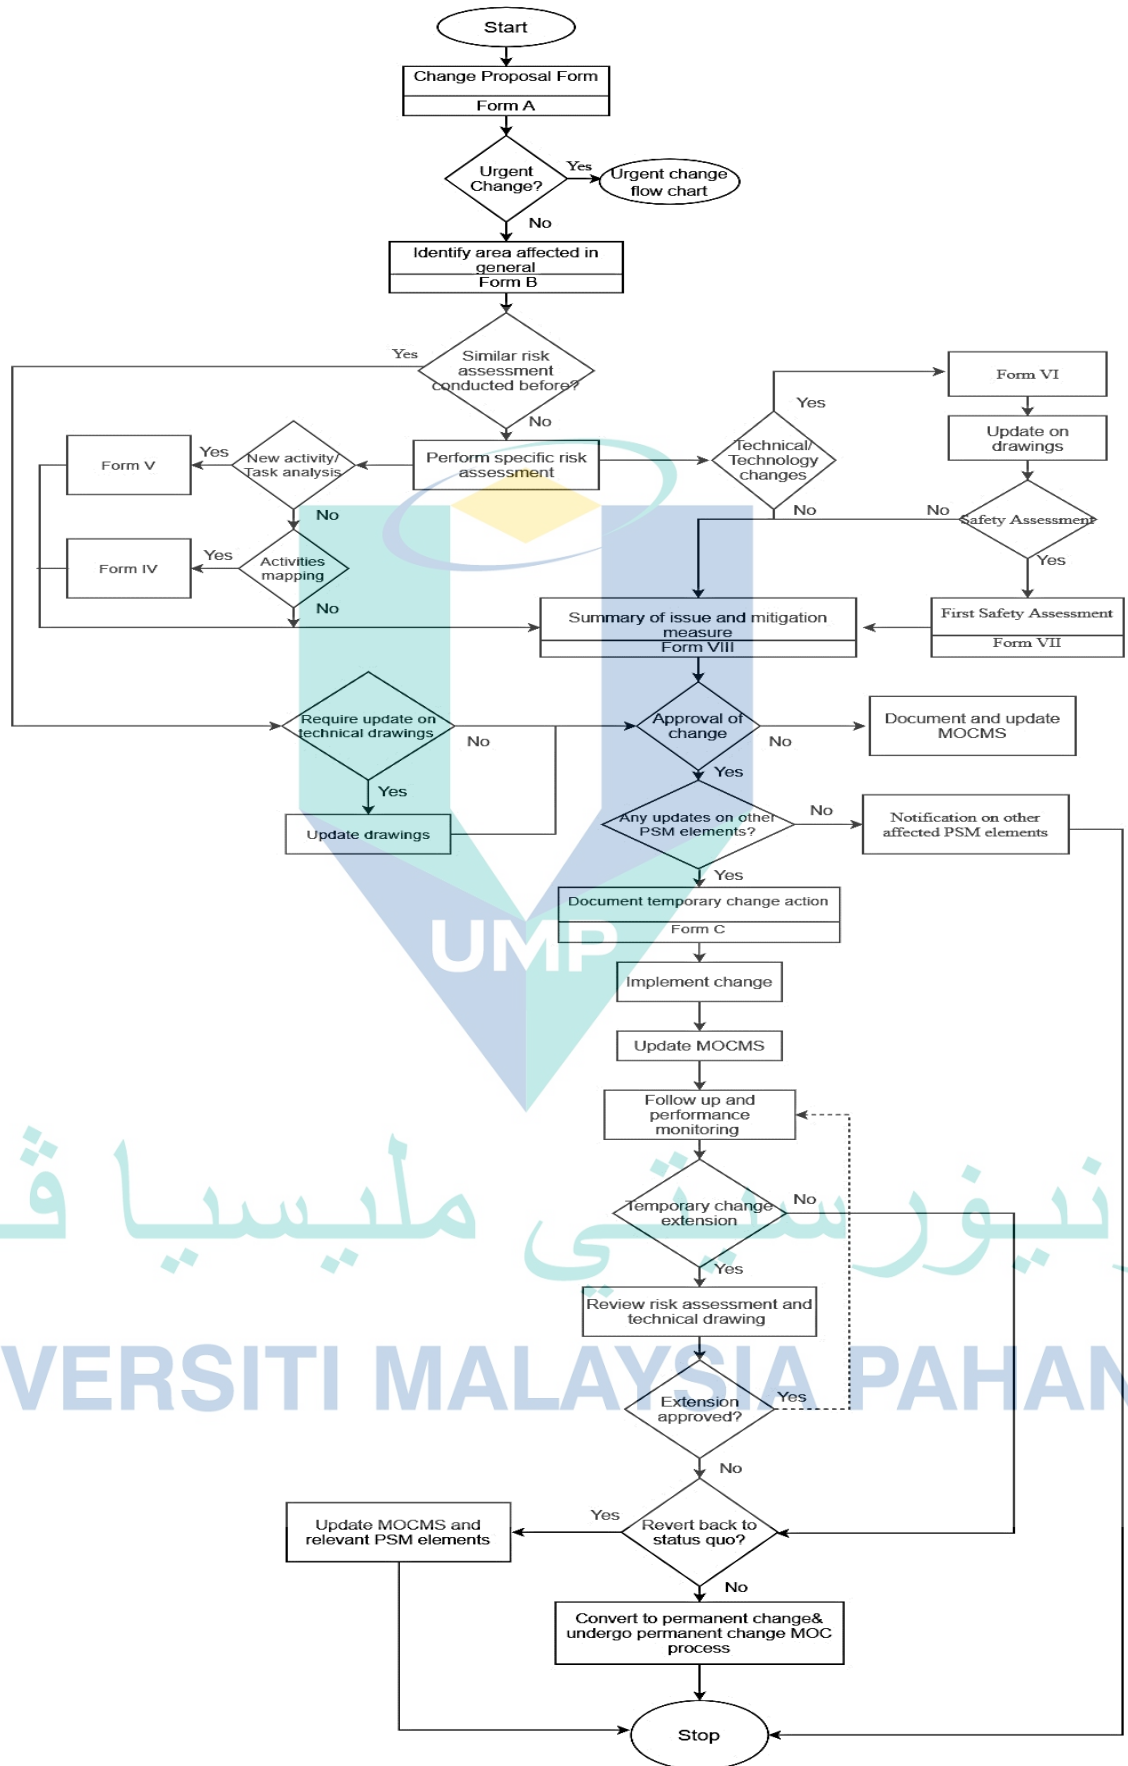 Start
Change Proposal Form
Form A
Urgent
Change?
Yes
Urgent change
flow chart
No
Identify area affected in
general
Form B
Yes
Similar risk
assessment
conducted before?
No
Form VI
Yes
Update on
drawings
Form V
Yes
New activity/
Task analysis
Perform specific risk
assessment
Technical/
Technology
changes
No
No
No
Safety Assessment
Yes
Form IV
Yes
Activities
mapping
No
Summary of issue and mitigation
measure
Form VIII
First Safety Assessment
Form VII
Require update on
technical drawings
No
Approval of
change
No
Document and update
MOCMS
Yes
Yes
Update drawings
Any updates on other
PSM elements?
No
Notification on other
affected PSM elements
Yes
Document temporary change action
Form C
UMP
Implement change
Update MOCMS
Follow up and
performance
monitoring
نيۏرسيتي مليسيا ڤـ
Temporary change
extension
No
Yes
Review risk assessment and
technical drawing
VERSITI MALAYSIA PAHAN
Extension
approved?
Yes
No
Update MOCMS and
relevant PSM elements
Yes
Revert back to
status quo?
No
Convert to permanent change&
undergo permanent change MOC
process
Stop